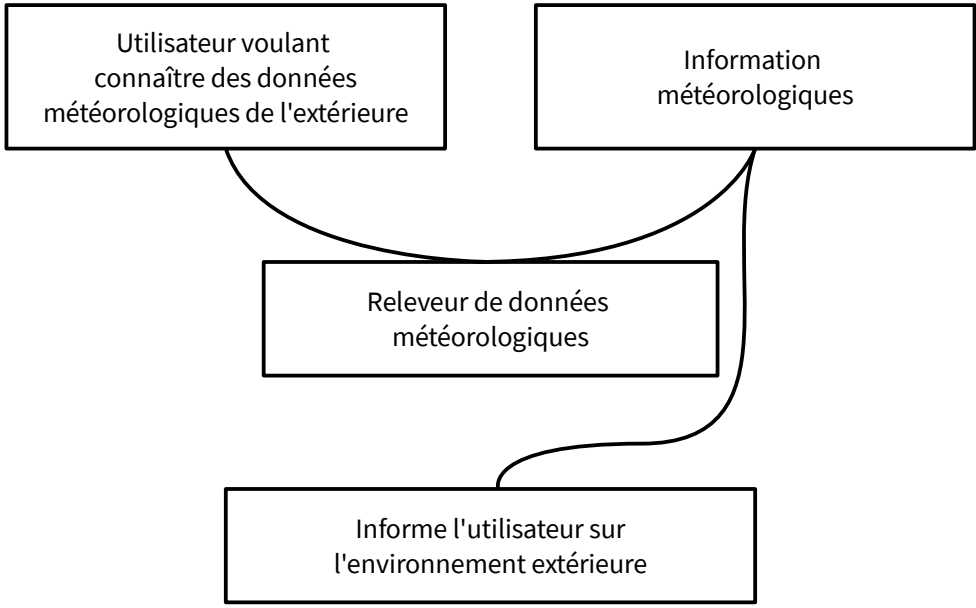 Utilisateur voulant
connaître des données
météorologiques de l'extérieure
Information
météorologiques
Releveur de données
météorologiques
Informe l'utilisateur sur
l'environnement extérieure